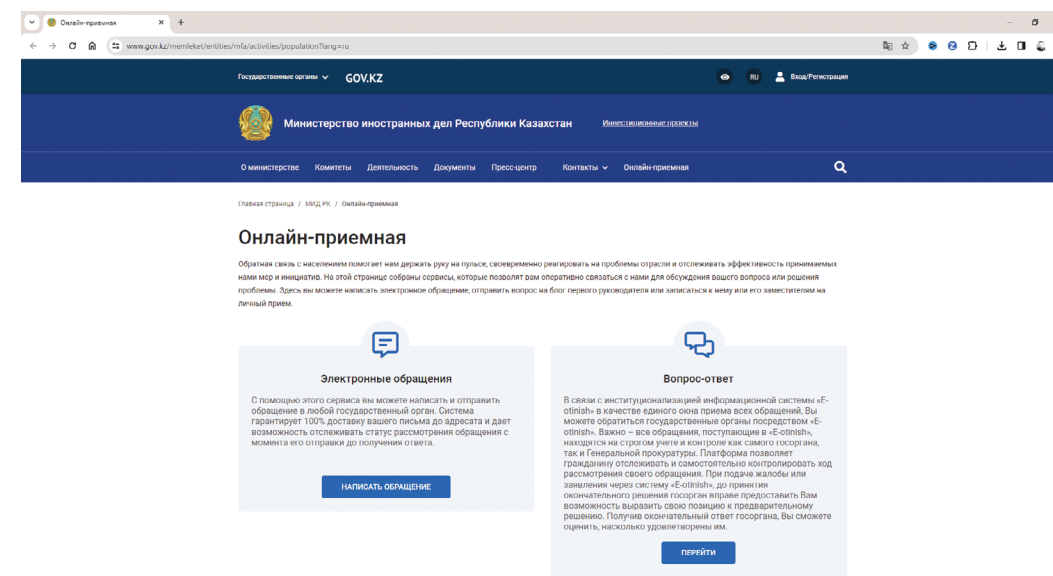 Онлайн-приемная
www.gov.kz/memleket/entities/mfa/activities/population?lang=ru
Государственные органы GOV.KZ RU Вход/Регистрация
Министерство иностранных дел Республики Казахстан Инвестиционные проекты
О министерстве Комитеты Деятельность Документы Пресс-центр Контакты Онлайн-приемная
Главная страница / МИД РК / Онлайн-приемная
Онлайн-приемная
Обратная связь с населением помогает нам держать руку на пульсе, своевременно реагировать на проблемы отрасли и отслеживать эффективность принимаемых
нами мер и инициатив. На этой странице собраны сервисы, которые позволят вам оперативно связаться с нами для обсуждения вашего вопроса или решения
проблемы. Здесь вы можете написать электронное обращение, отправить вопрос на блог первого руководителя или записаться к нему или его заместителям на
личный прием.
Электронные обращения
С помощью этого сервиса вы можете написать и отправить
обращение в любой государственный орган. Система
гарантирует 100% доставку вашего письма до адресата и дает
возможность отслеживать статус рассмотрения обращения с
момента его отправки до получения ответа.
НАПИСАТЬ ОБРАЩЕНИЕ
Вопрос-ответ
В связи с институционализацией информационной системы «E-
otinish» в качестве единого окна приема всех обращений, Вы
можете обратиться государственные органы посредством «E-
otinish». Важно – все обращения, поступающие в «E-otinish»,
находятся на строгом учете и контроле как самого госоргана,
так и Генеральной прокуратуры. Платформа позволяет
гражданину отслеживать и самостоятельно контролировать ход
рассмотрения своего обращения. При подаче жалобы или
заявления через систему «E-otinish», до принятия
окончательного решения госорган вправе предоставить Вам
возможность выразить свою позицию к предварительному
решению. Получив окончательный ответ госоргана, Вы сможете
оценить, насколько удовлетворены им.
ПЕРЕЙТИ